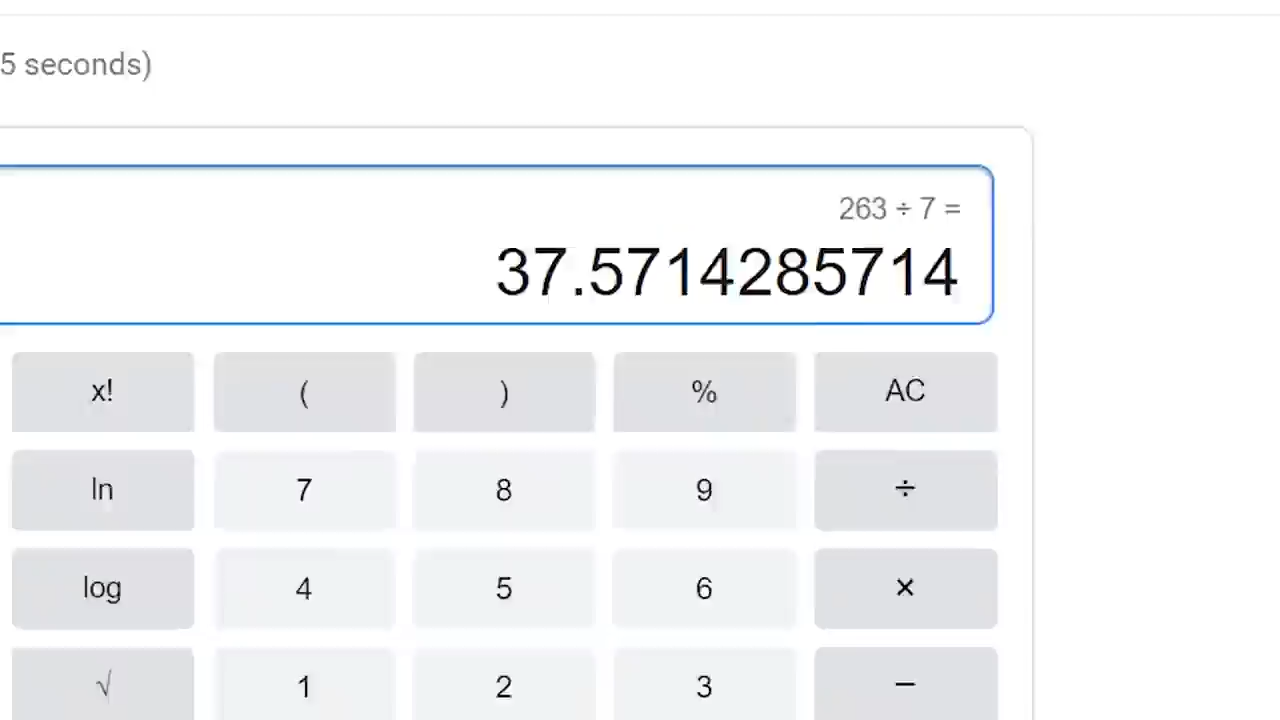 5 seconds)
263 ÷ 7 =
37.5714285714
x! ( ) % AC
ln 7 8 9 ÷
log 4 5 6 ×
√ 1 2 3 −